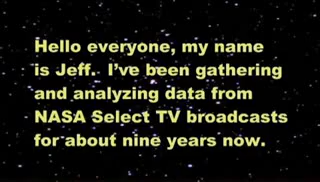 Hello everyone, my name
is Jeff.  I've been gathering
and analyzing data from
NASA Select TV broadcasts
for about nine years now.